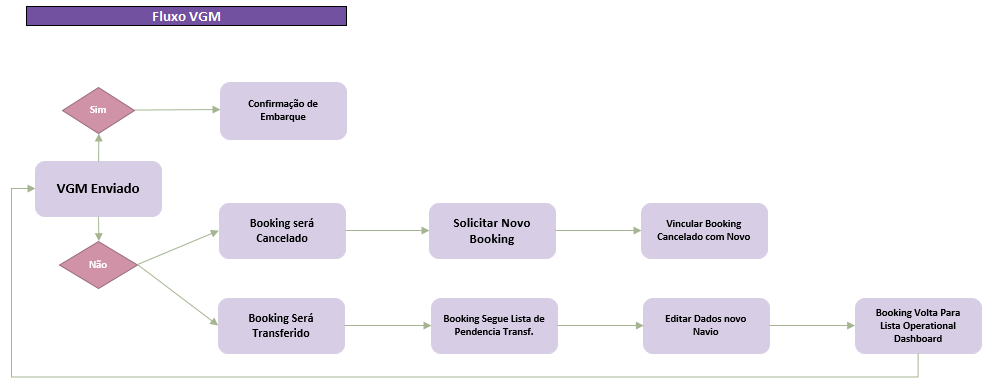 Fluxo VGM
Sim
Confirmação de
Embarque
VGM Enviado
Não
Booking será
Cancelado
Solicitar Novo
Booking
Vincular Booking
Cancelado com Novo
Booking Será
Transferido
Booking Segue Lista de
Pendencia Transf.
Editar Dados novo
Navio
Booking Volta Para
Lista Operational
Dashboard